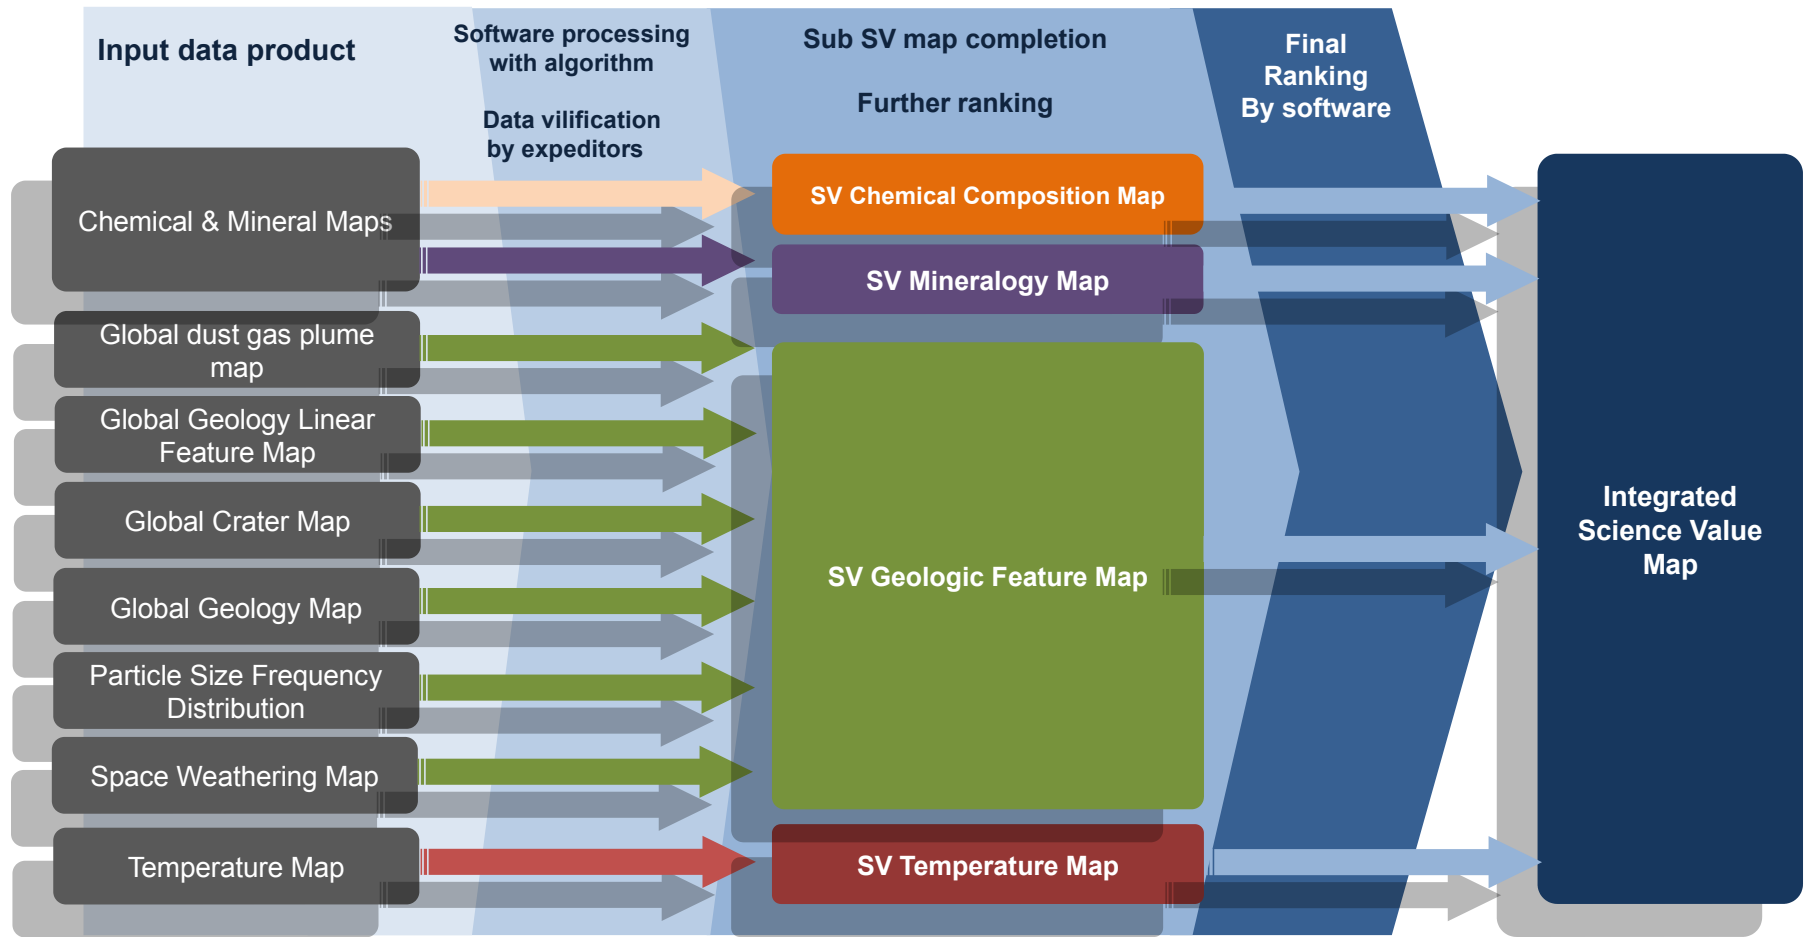 Input data product
Software processing
with algorithm
Data vilification
by expeditors
Sub SV map completion
Further ranking
Final
Ranking
By software
Chemical & Mineral Maps
Global dust gas plume
map
Global Geology Linear
Feature Map
Global Crater Map
Global Geology Map
Particle Size Frequency
Distribution
Space Weathering Map
Temperature Map
SV Chemical Composition Map
SV Mineralogy Map
SV Geologic Feature Map
SV Temperature Map
Integrated
Science Value
Map